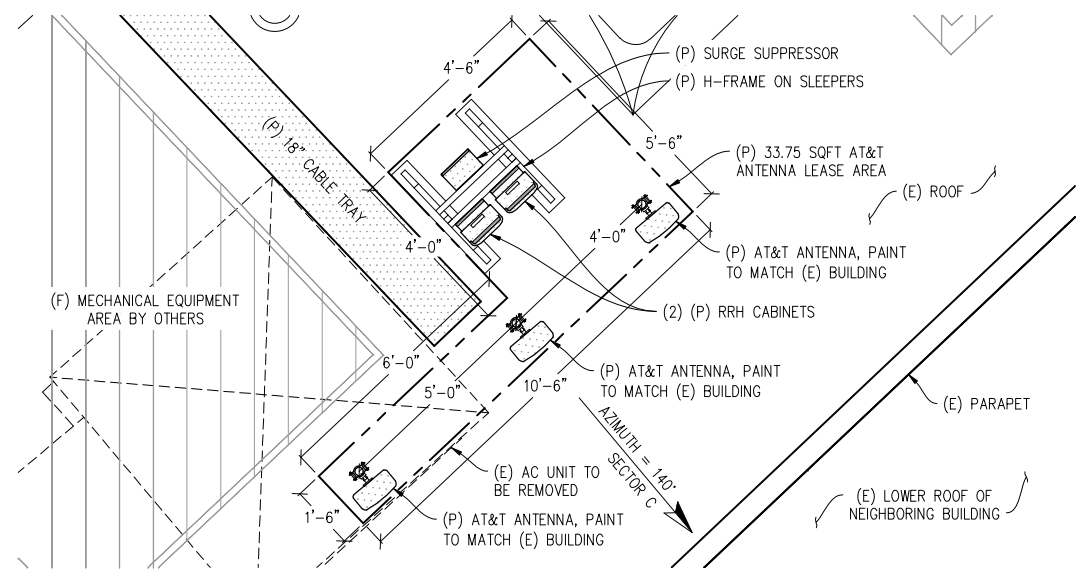 (P) SURGE SUPPRESSOR
4'-6"
(P) H-FRAME ON SLEEPERS
(P) 18" CABLE TRAY
5'-6"
(P) 33.75 SQFT AT&T
ANTENNA LEASE AREA
(E) ROOF
4'-0"
4'-0"
(P) AT&T ANTENNA, PAINT
TO MATCH (E) BUILDING
(F) MECHANICAL EQUIPMENT
AREA BY OTHERS
(2) (P) RRH CABINETS
6'-0"
5'-0"
10'-6"
(P) AT&T ANTENNA, PAINT
TO MATCH (E) BUILDING
(E) PARAPET
AZIMUTH = 140°
SECTOR C
(E) AC UNIT TO
BE REMOVED
(E) LOWER ROOF OF
NEIGHBORING BUILDING
1'-6"
(P) AT&T ANTENNA, PAINT
TO MATCH (E) BUILDING